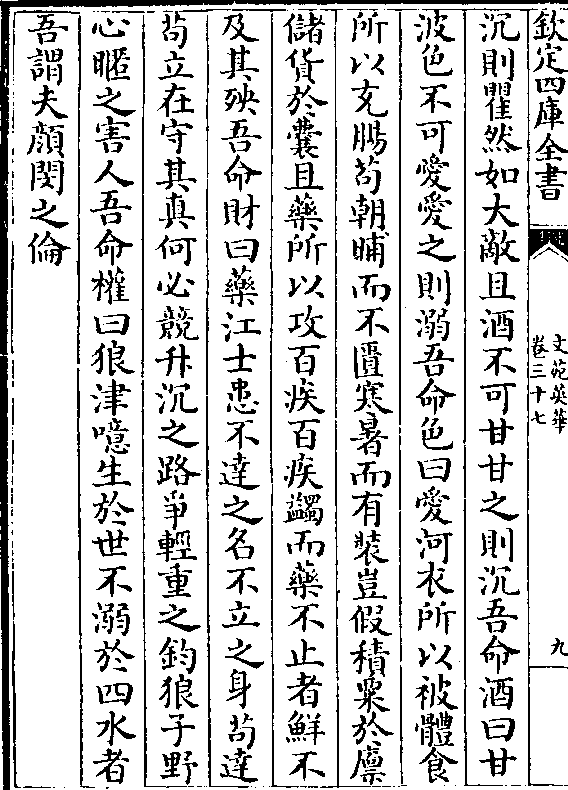 欽定四庫全書
文苑英華
卷三十七
九
沉則瞿然如大敵且酒不可甘甘之則沉吾命酒曰甘
波色不可愛愛之則溺吾命色曰愛河衣所以被體食
所以充腸苟朝晡而不匱寒暑而有裝豈假積粟於廪
儲貨於囊且藥所以攻百疾百疾蠲而藥不止者鮮不
及其殃吾命財曰藥江士患不達之名不立之身苟達
苟立在守其真何必競升沉之路爭輕重之鈞狼子野
心睚之害人吾命權曰狼津噫生於世不溺於四水者
吾謂夫顔閔之倫